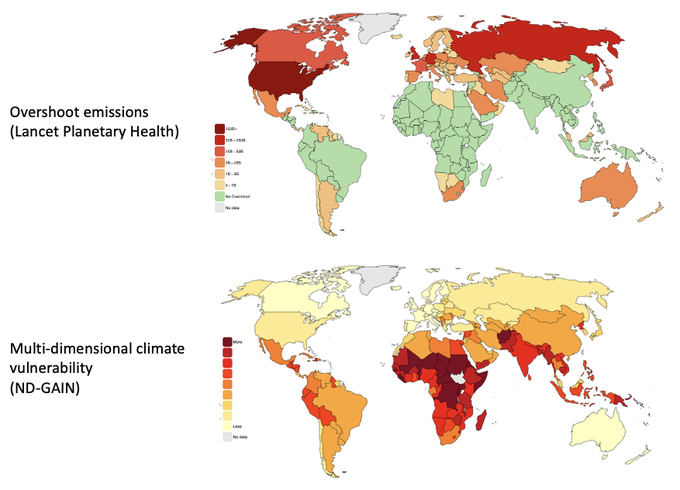 Overshoot emissions
(Lancet Planetary Health)
No Overshoot
No data
Multi-dimensional climate
vulnerability
(ND-GAIN)
More
Less
No data